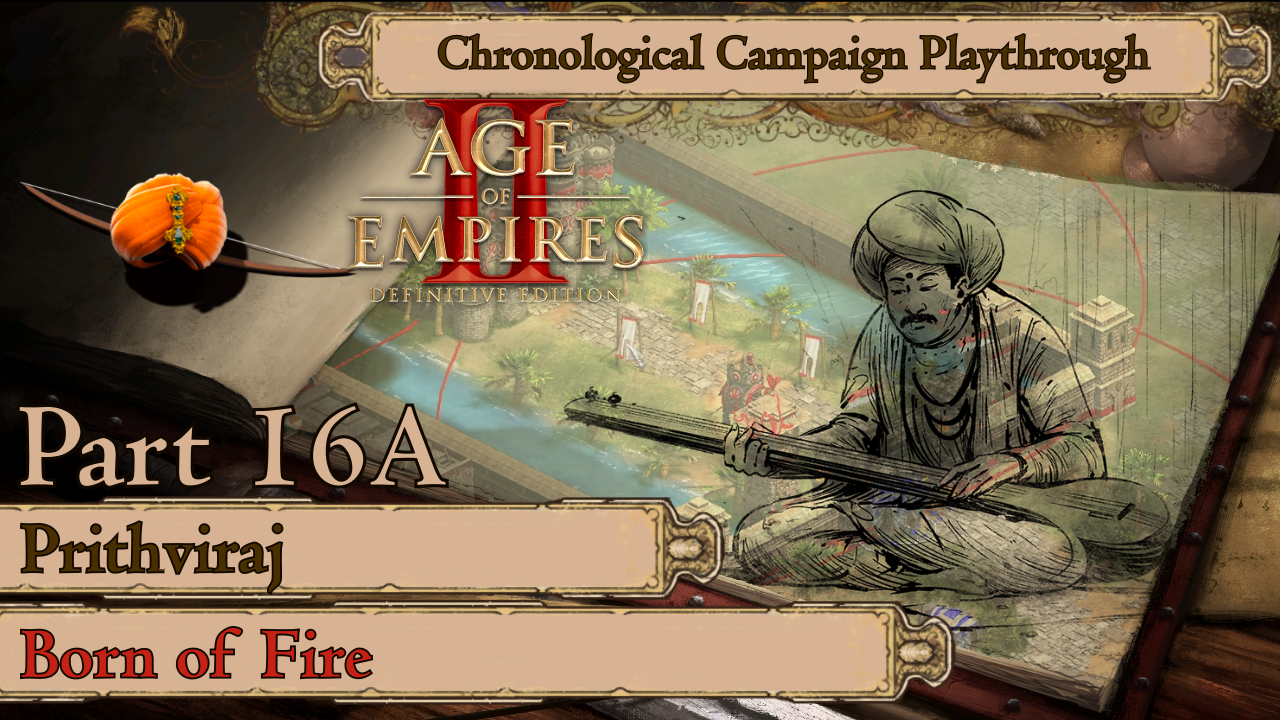 Chronological Campaign Playthrough
II
AGE
OF
EMPIRES
DEFINITIVE EDITION
Part 16A
Prithviraj
Born of Fire